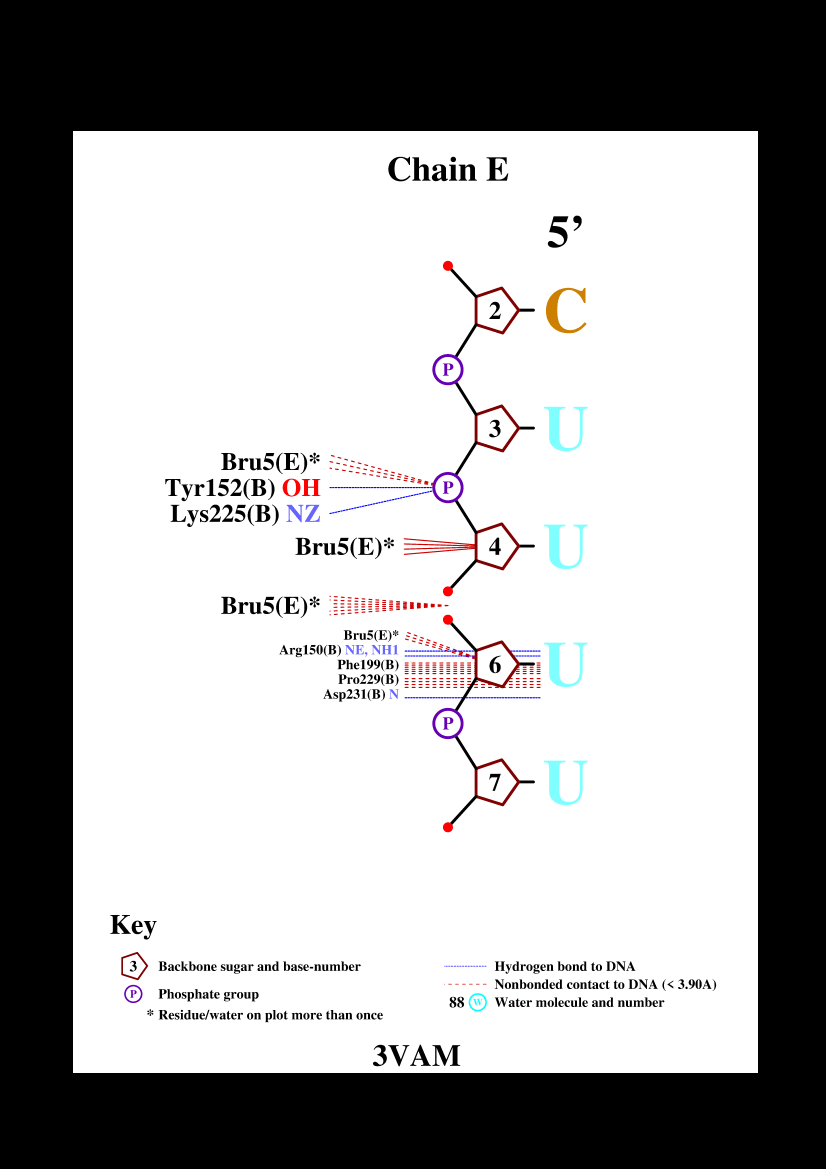 Chain E
5’
2 C
P
3 U
Bru5(E)*
Tyr152(B) OH
P
Lys225(B) NZ
Bru5(E)*
4 U
Bru5(E)*
Bru5(E)*
Arg150(B) NE, NH1
Phe199(B)
6 U
Pro229(B)
Asp231(B) N
P
7 U
Key
3 Backbone sugar and base-number
P Phosphate group
* Residue/water on plot more than once
Hydrogen bond to DNA
Nonbonded contact to DNA (< 3.90A)
88 W Water molecule and number
3VAM